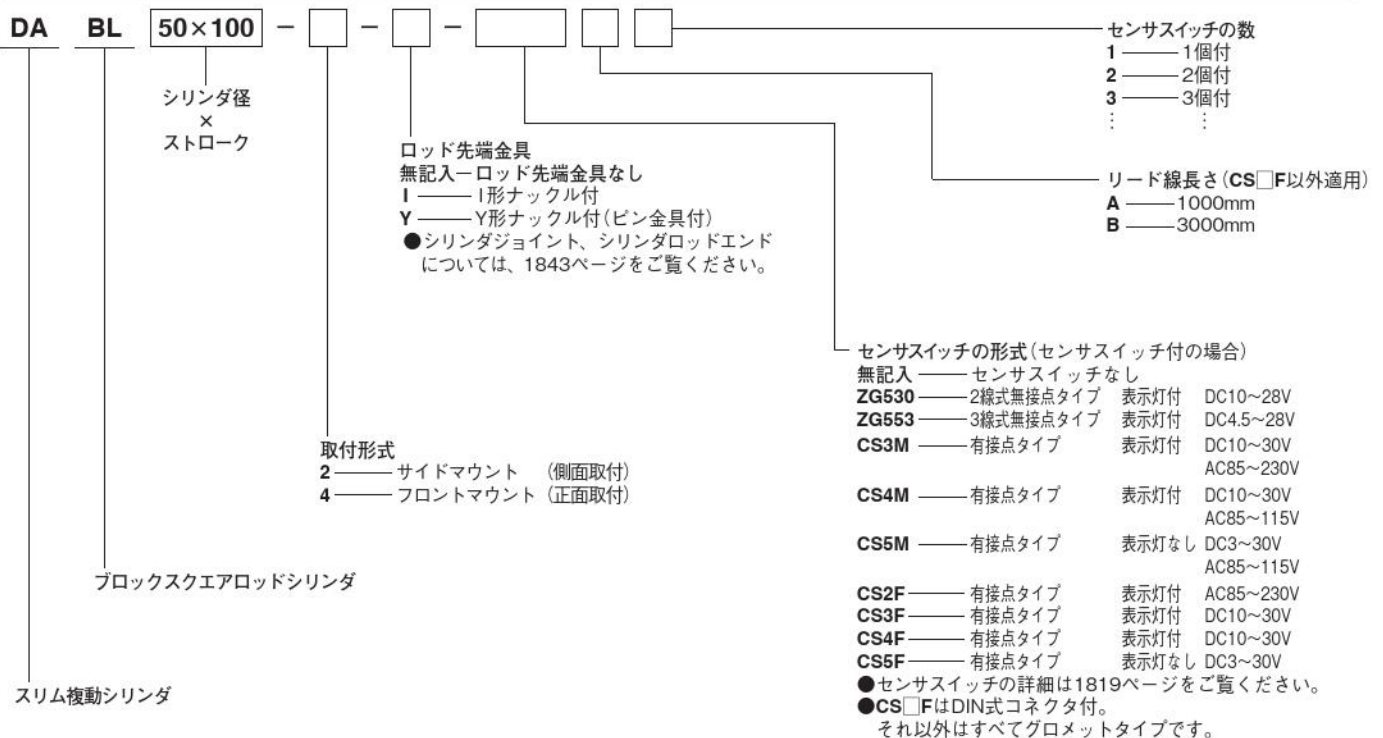 DA BL 50×100 − □ − □ − □ □ □
シリンダ径
×
ストローク
センサスイッチの数
1 ── 1個付
2 ── 2個付
3 ── 3個付
⋮ ⋮
ロッド先端金具
無記入−ロッド先端金具なし
I ── I形ナックル付
Y ── Y形ナックル付(ピン金具付)
●シリンダジョイント、シリンダロッドエンド
については、1843ページをご覧ください。
リード線長さ(CS□F以外適用)
A ── 1000mm
B ── 3000mm
取付形式
2 ── サイドマウント (側面取付)
4 ── フロントマウント (正面取付)
センサスイッチの形式(センサスイッチ付の場合)
無記入 ── センサスイッチなし
ZG530 ── 2線式無接点タイプ 表示灯付 DC10〜28V
ZG553 ── 3線式無接点タイプ 表示灯付 DC4.5〜28V
CS3M ── 有接点タイプ 表示灯付 DC10〜30V
AC85〜230V
CS4M ── 有接点タイプ 表示灯付 DC10〜30V
AC85〜115V
CS5M ── 有接点タイプ 表示灯なし DC3〜30V
AC85〜115V
CS2F ── 有接点タイプ 表示灯付 AC85〜230V
CS3F ── 有接点タイプ 表示灯付 DC10〜30V
CS4F ── 有接点タイプ 表示灯付 DC10〜30V
CS5F ── 有接点タイプ 表示灯なし DC3〜30V
●センサスイッチの詳細は1819ページをご覧ください。
●CS□FはDIN式コネクタ付。
それ以外はすべてグロメットタイプです。
ブロックスクエアロッドシリンダ
スリム複動シリンダ